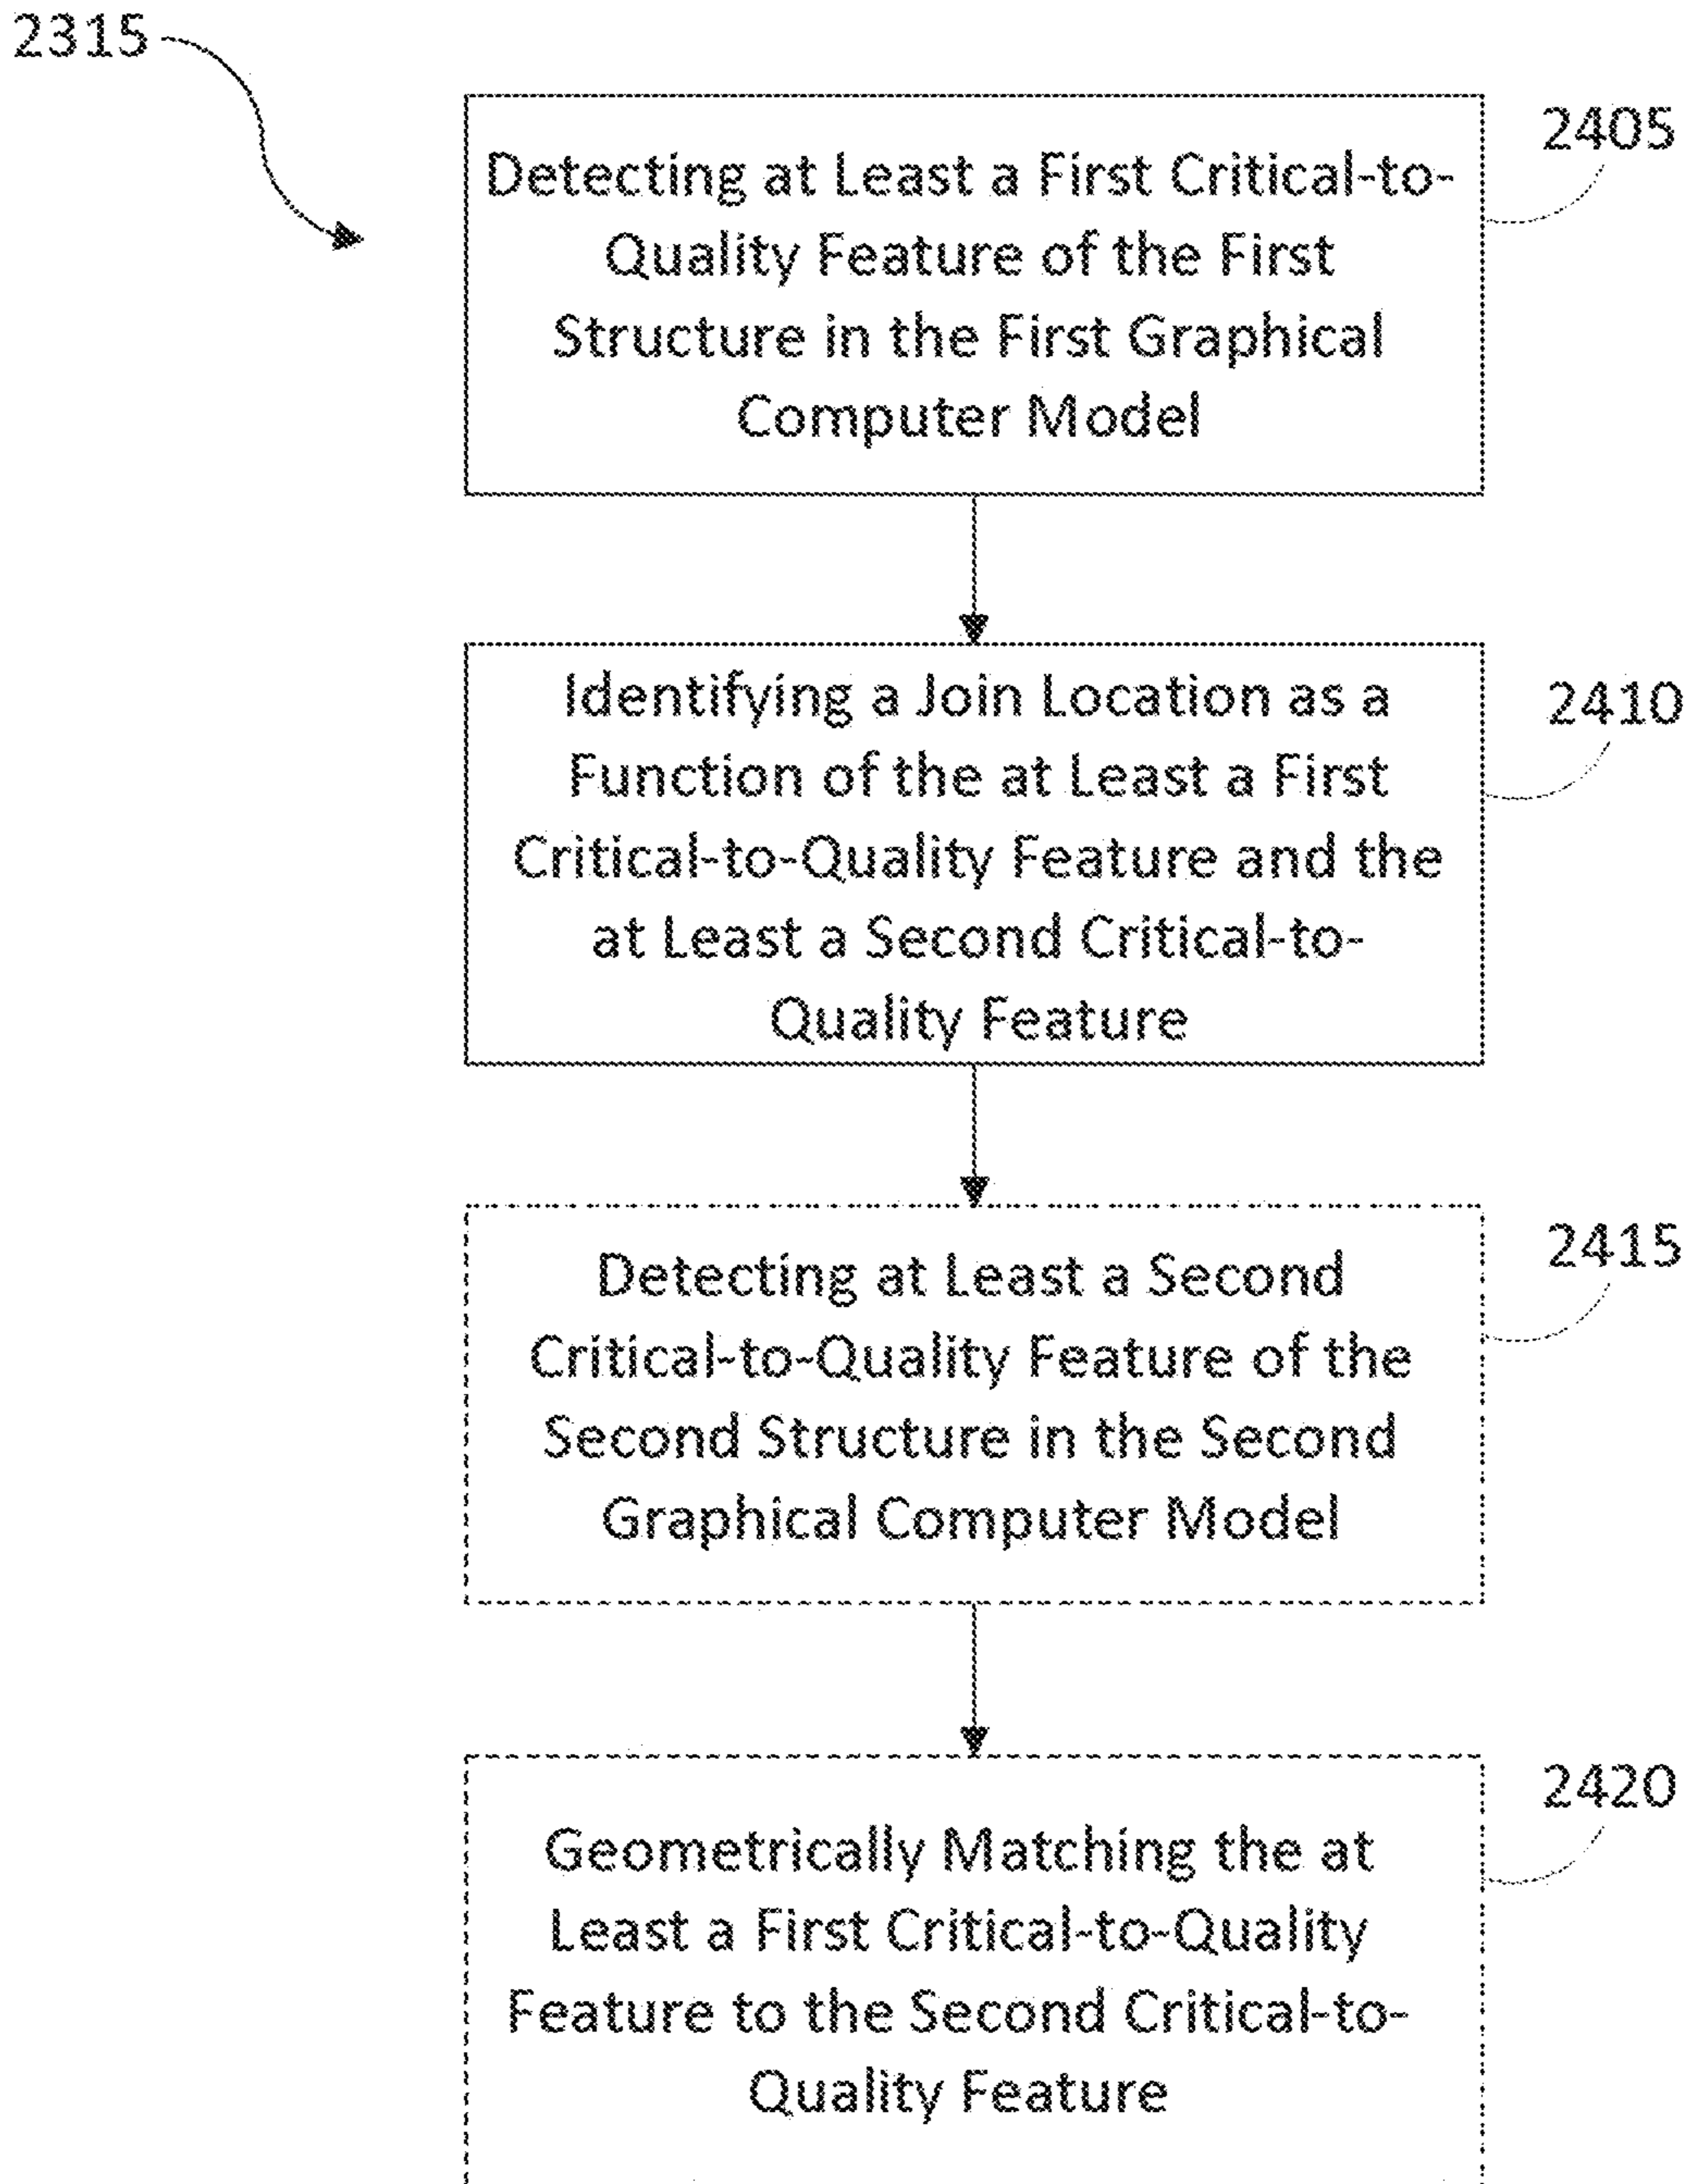 2315
2405
Detecting at Least a First Critical-to-
Quality Feature of the First
Structure in the First Graphical
Computer Model
2410
Identifying a Join Location as a
Function of the at Least a First
Critical-to-Quality Feature and the
at Least a Second Critical-to-
Quality Feature
2415
Detecting at Least a Second
Critical-to-Quality Feature of the
Second Structure in the Second
Graphical Computer Model
2420
Geometrically Matching the at
Least a First Critical-to-Quality
Feature to the Second Critical-to-
Quality Feature